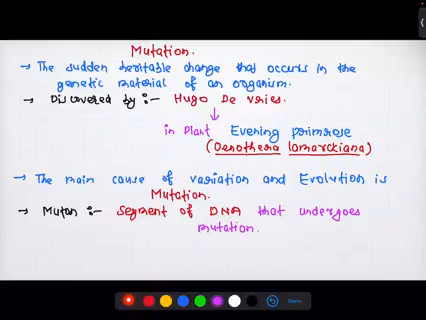 Mutation.
→ The sudden heritable change that occurs in the
genetic material of an organism.
→ Discovered by :- Hugo De vries.
in Plant Evening primrose
(Oenothera lamarckiana)
→ The main cause of variation and Evolution is
Mutation.
→ Mutan :- Segment of DNA that undergoes
mutation.
Done